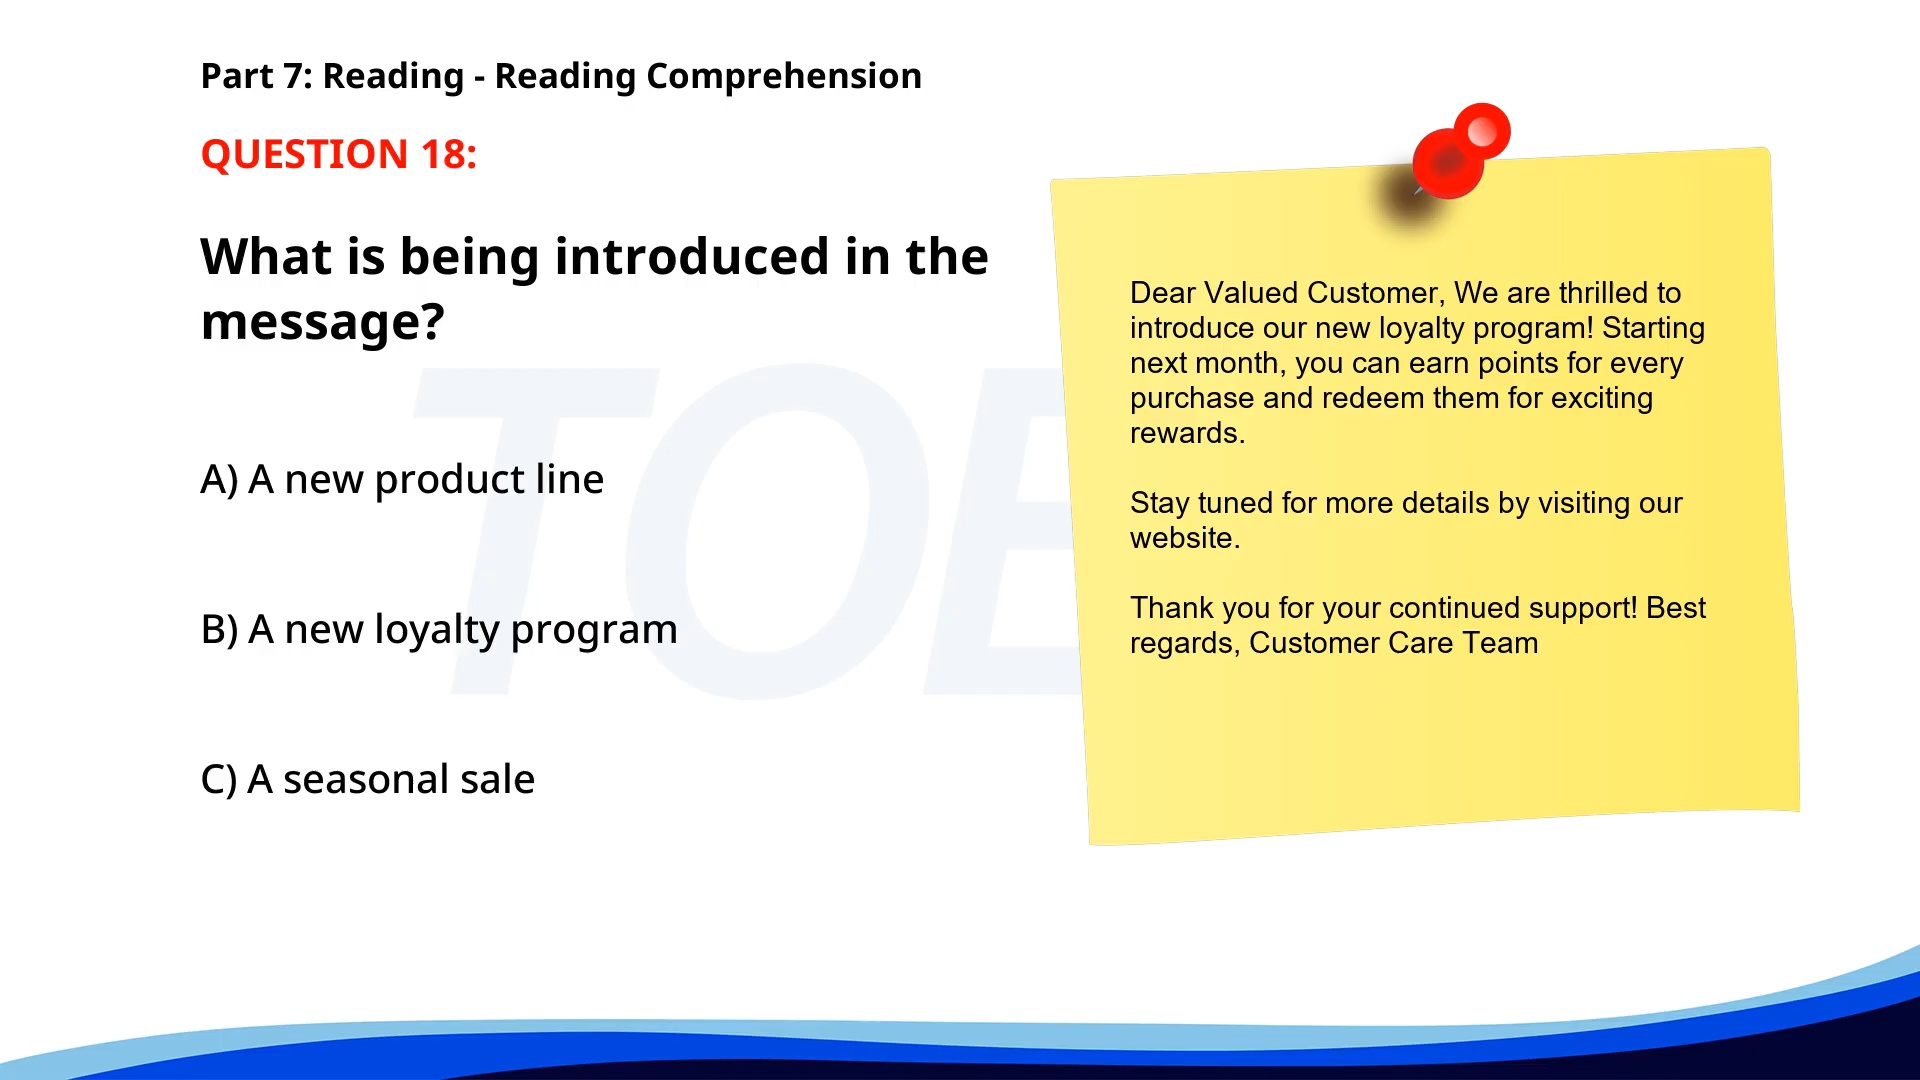 Part 7: Reading - Reading Comprehension
QUESTION 18:
What is being introduced in the
message?
A) A new product line
B) A new loyalty program
C) A seasonal sale
Dear Valued Customer, We are thrilled to
introduce our new loyalty program! Starting
next month, you can earn points for every
purchase and redeem them for exciting
rewards.
Stay tuned for more details by visiting our
website.
Thank you for your continued support! Best
regards, Customer Care Team
TOE